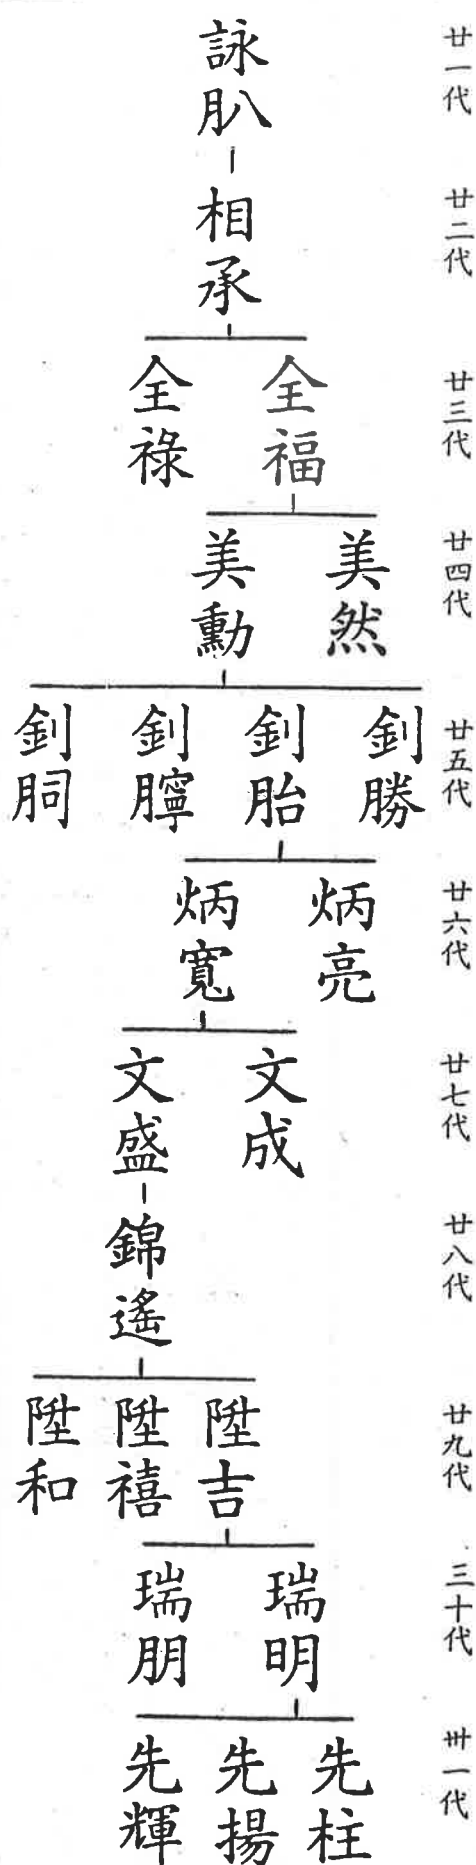 廿一代
詠䏌
廿二代
相承
廿三代
全福
全祿
廿四代
美然
美勳
廿五代
釗勝
釗胎
釗
釗
廿六代
炳亮
炳寬
廿七代
文成
文盛
廿八代
錦遙
廿九代
陞吉
陞禧
陞和
三十代
瑞明
瑞朋
卅一代
先柱
先揚
先輝